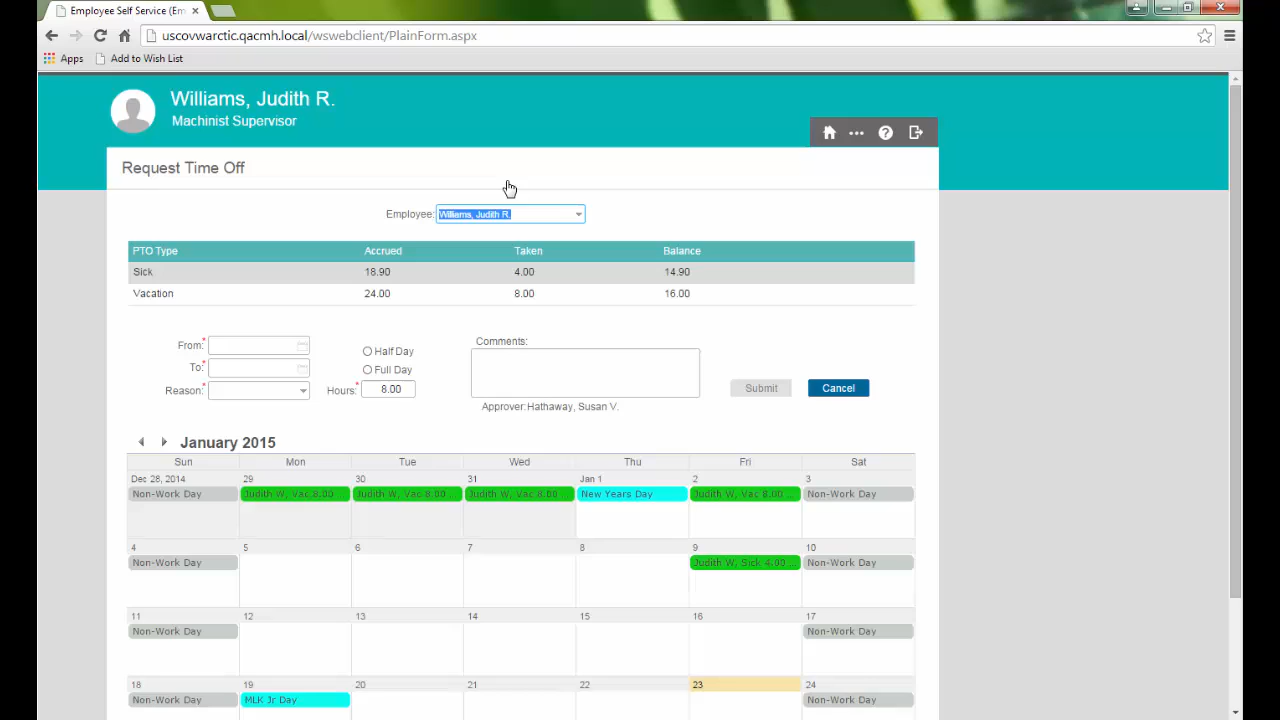 Employee Self Service (Em
uscovwarctic.qacmh.local/wswebclient/PlainForm.aspx
Apps Add to Wish List
Williams, Judith R.
Machinist Supervisor
Request Time Off
Employee: Williams, Judith R.
PTO Type Accrued Taken Balance
Sick 18.90 4.00 14.90
Vacation 24.00 8.00 16.00
From:* Half Day Comments:
To:* Full Day
Reason:* Hours:* 8.00 Submit Cancel
Approver:Hathaway, Susan V.
January 2015
Sun Mon Tue Wed Thu Fri Sat
Dec 28, 2014 29 30 31 Jan 1 2 3
Non-Work Day Judith W, Vac 8.00 ... Judith W, Vac 8.00 ... Judith W, Vac 8.00 ... New Years Day Judith W, Vac 8.00 ... Non-Work Day
4 5 6 7 8 9 10
Non-Work Day Judith W, Sick 4.00 ... Non-Work Day
11 12 13 14 15 16 17
Non-Work Day Non-Work Day
18 19 20 21 22 23 24
Non-Work Day MLK Jr Day Non-Work Day